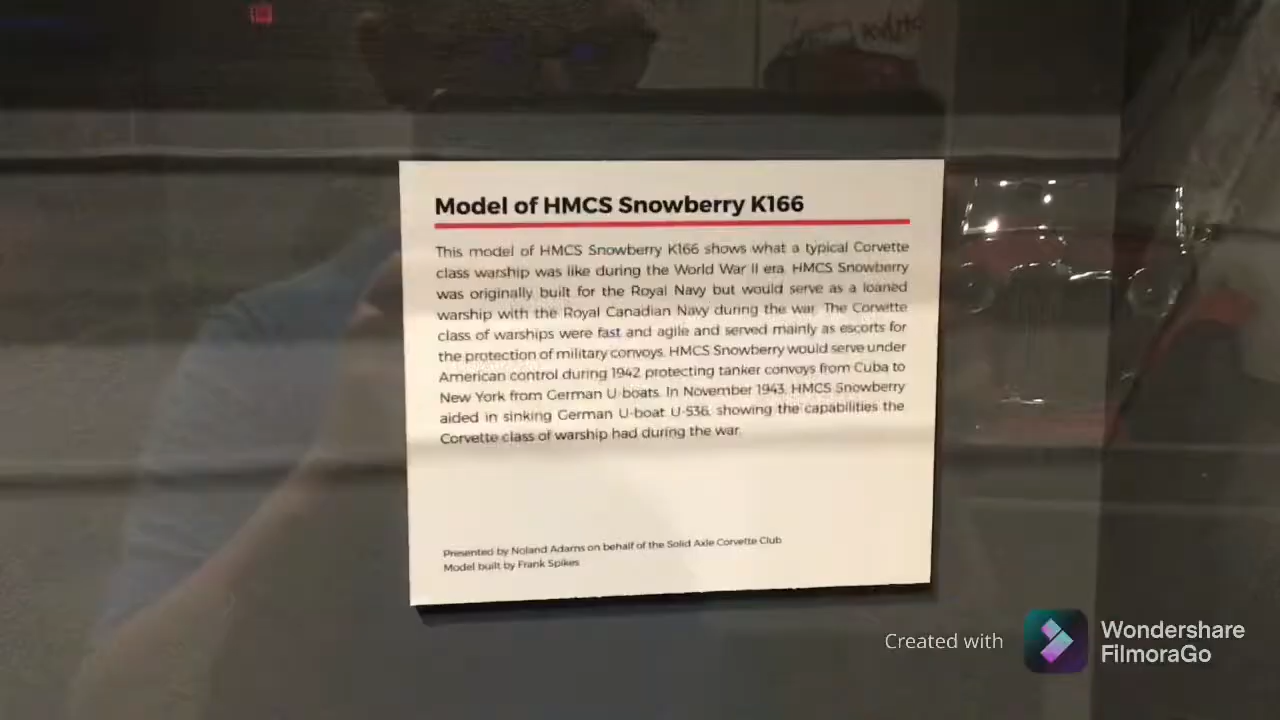 Model of HMCS Snowberry K166
This model of HMCS Snowberry K166 shows what a typical Corvette
class warship was like during the World War II era. HMCS Snowberry
was originally built for the Royal Navy but would serve as a loaned
warship with the Royal Canadian Navy during the war. The Corvette
class of warships were fast and agile and served mainly as escorts for
the protection of military convoys. HMCS Snowberry would serve under
American control during 1942 protecting tanker convoys from Cuba to
New York from German U-boats. In November 1943, HMCS Snowberry
aided in sinking German U-boat U-536, showing the capabilities the
Corvette class of warship had during the war.
Presented by Noland Adams on behalf of the Solid Axle Corvette Club
Model built by Frank Spikes
Created with
Wondershare
FilmoraGo